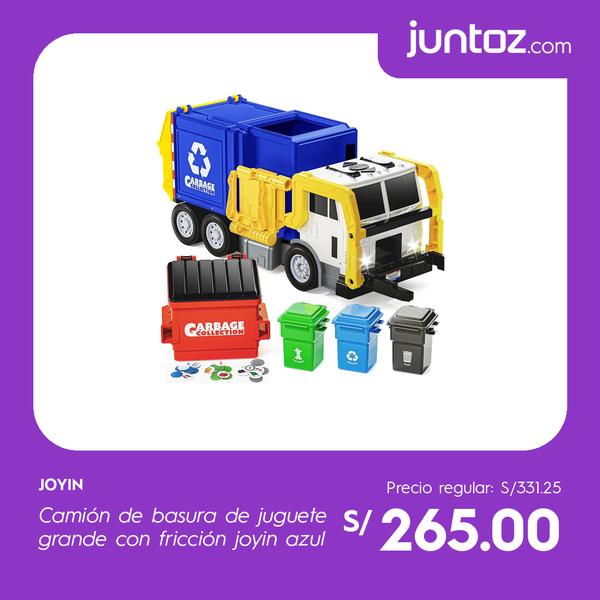 juntoz.com
GARBAGE
COLLECTION
GARBAGE
COLLECTION
JOYIN
Camión de basura de juguete
grande con fricción joyin azul
Precio regular: S/331.25
S/ 265.00